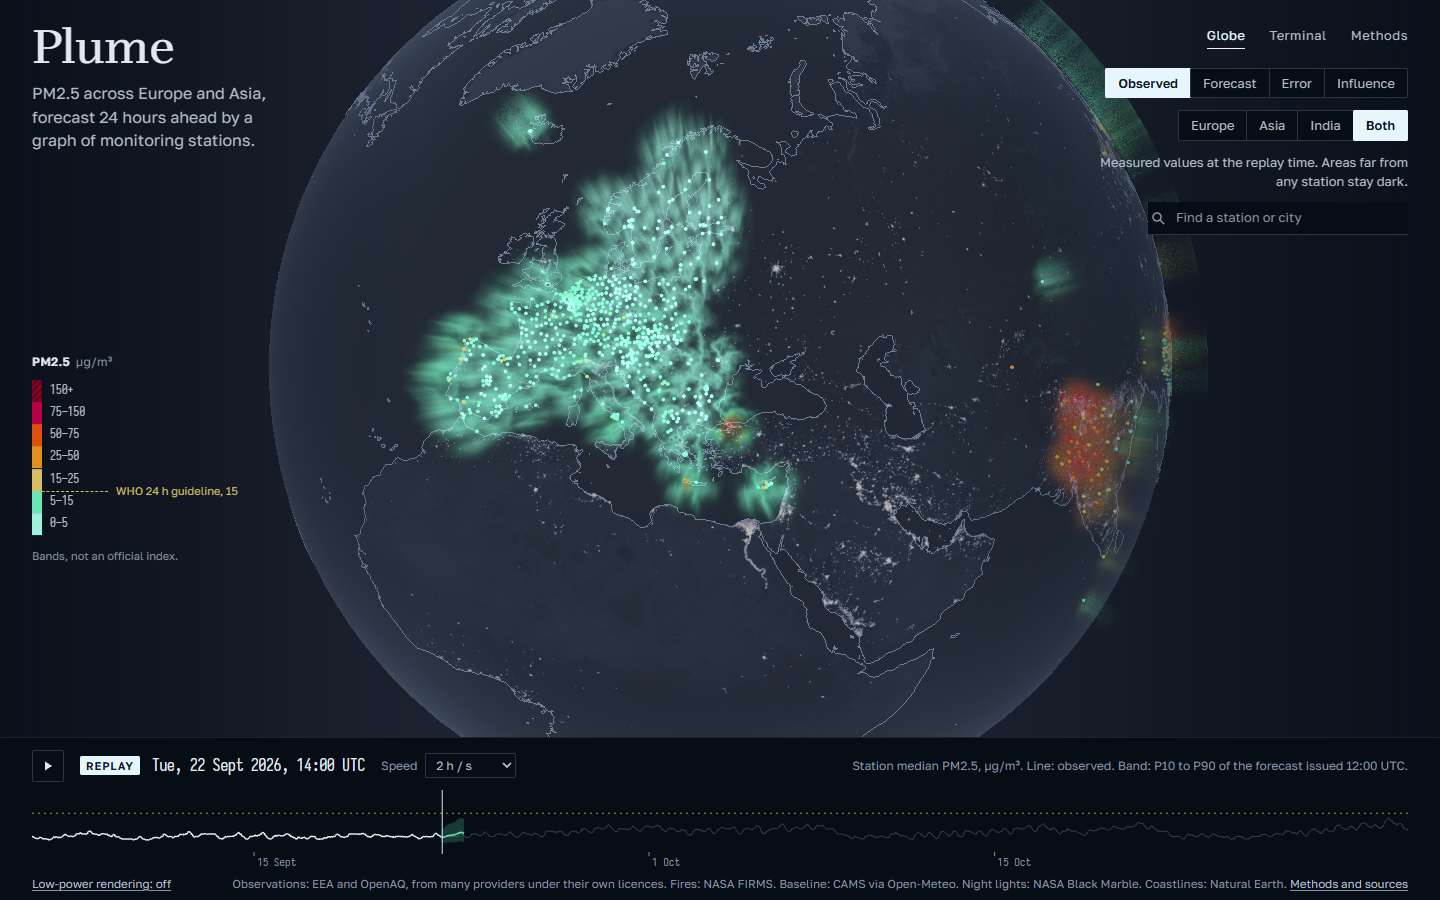 Plume
PM2.5 across Europe and Asia,
forecast 24 hours ahead by a
graph of monitoring stations.
Globe Terminal Methods
Observed Forecast Error Influence
Europe Asia India Both
Measured values at the replay time. Areas far from
any station stay dark.
Find a station or city
PM2.5 µg/m³
150+
75–150
50–75
25–50
15–25
WHO 24 h guideline, 15
5–15
0–5
Bands, not an official index.
REPLAY Tue, 22 Sept 2026, 14:00 UTC Speed 2 h / s
Station median PM2.5, µg/m³. Line: observed. Band: P10 to P90 of the forecast issued 12:00 UTC.
15 Sept 1 Oct 15 Oct
Low-power rendering: off
Observations: EEA and OpenAQ, from many providers under their own licences. Fires: NASA FIRMS. Baseline: CAMS via Open-Meteo. Night lights: NASA Black Marble. Coastlines: Natural Earth. Methods and sources